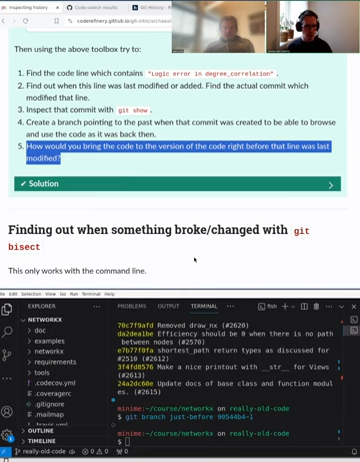 Inspecting history
Code search results
Git History
coderefinery.github.io/git-intro/
Then using the above toolbox try to:
1. Find the code line which contains "Logic error in degree_correlation" .
2. Find out when this line was last modified or added. Find the actual commit which
modified that line.
3. Inspect that commit with git show .
4. Create a branch pointing to the past when that commit was created to be able to browse
and use the code as it was back then.
5. How would you bring the code to the version of the code right before that line was last
modified?
✔ Solution
Finding out when something broke/changed with git
bisect
This only works with the command line.
File Edit Selection View Go Run Terminal Help
EXPLORER
PROBLEMS OUTPUT TERMINAL ··· fish
NETWORKX
doc
examples
networkx
requirements
tools
.codecov.yml
.coveragerc
.gitignore
.mailmap
.travis.yml
OUTLINE
TIMELINE
70c7f9afd Removed draw_nx (#2620)
da2dea1be Efficiency should be 0 when there is no path
between nodes (#2570)
e7b77f0fa shortest_path return types as discussed for
#2510 (#2612)
3f4fd8576 Make a nice printout with __str__ for Views
(#2613)
24a2dc60e Update docs of base class and function modul
es. (#2615)
minime:~/course/networkx on really-old-code
$ git branch just-before 90544b4~1
minime:~/course/networkx on really-old-code
$
really-old-code 0 0 0